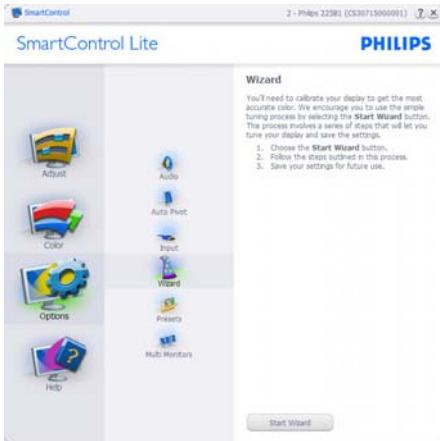 SmartControl
2 - Philips 225B1 (CS30715000001)
SmartControl Lite
PHILIPS
Adjust
Color
Options
Help
Audio
Auto Pivot
Input
Wizard
Presets
Multi Monitors
Wizard
You'll need to calibrate your display to get the most
accurate color. We encourage you to use the simple
tuning process by selecting the Start Wizard button.
This process involves a series of steps that will let you
tune your display and save the settings.
1. Choose the Start Wizard button.
2. Follow the steps outlined in this process.
3. Save your settings for future use.
Start Wizard